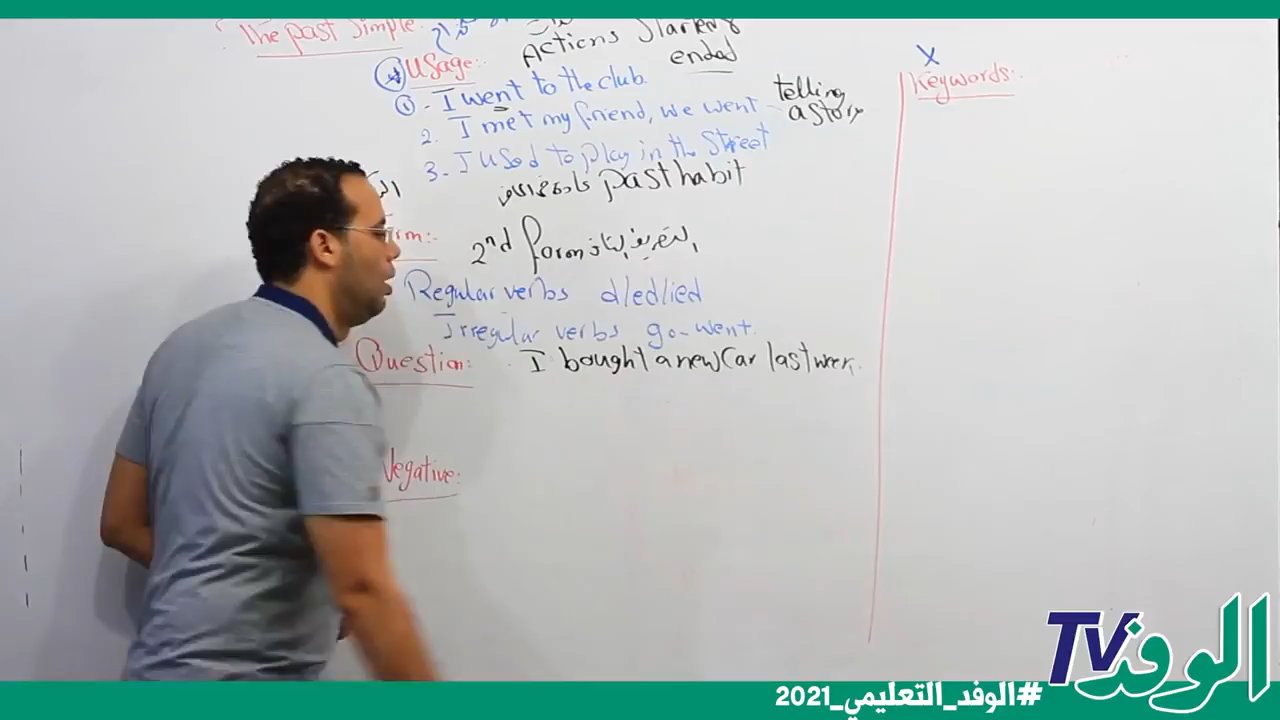 The past simple
Actions
ended
Usage:-
① - I went to the club.
2. I met my friend, we went
telling
a story
3. I used to play in the street
past habit
rm:-
2nd form
Regular verbs d/ed/ied
Irregular verbs go-went.
Question: I bought a new car last week.
Negative:
X
Keywords:-
الوفد TV
#الوفد_التعليمي_2021